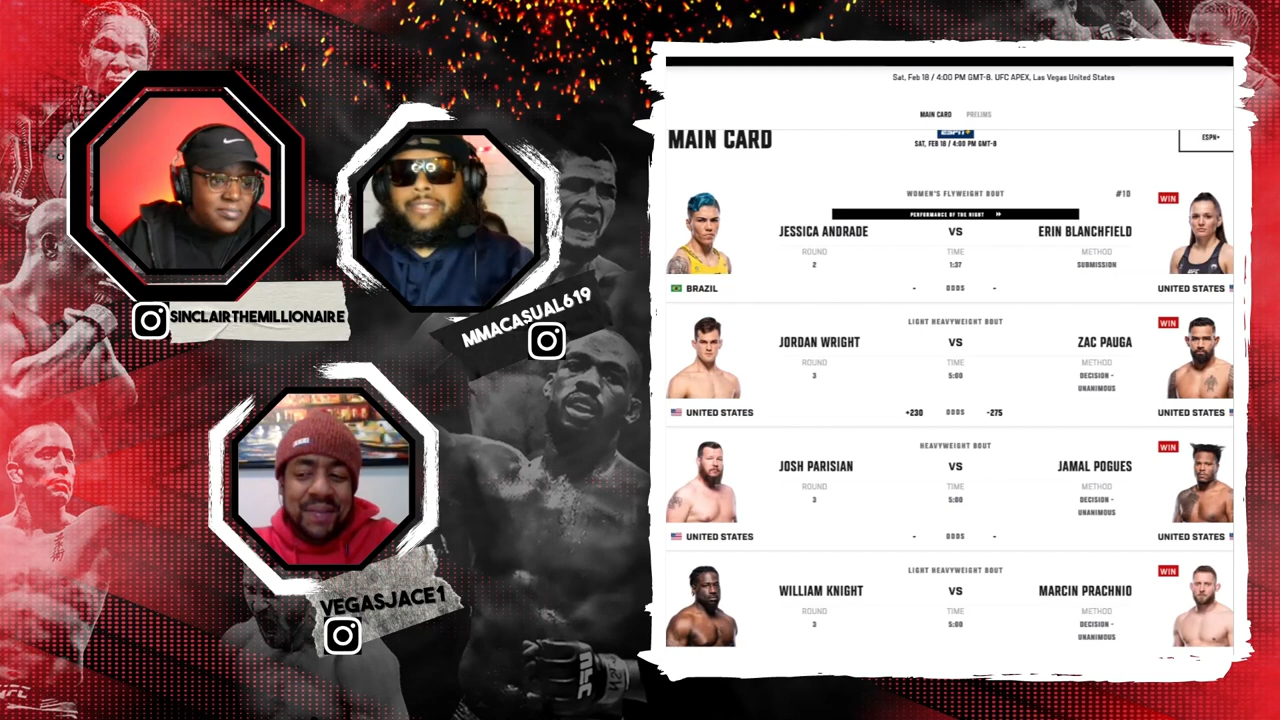 SINCLAIRTHEMILLIONAIRE
MMACASUAL619
VEGASJACE1
Sat, Feb 18 / 4:00 PM GMT-8. UFC APEX, Las Vegas United States
MAIN CARD PRELIMS
MAIN CARD
ESPN+
SAT, FEB 18 / 4:00 PM GMT-8
ESPN+
WOMEN'S FLYWEIGHT BOUT #10
WIN
PERFORMANCE OF THE NIGHT
JESSICA ANDRADE VS ERIN BLANCHFIELD
ROUND TIME METHOD
2 1:37 SUBMISSION
BRAZIL - ODDS - UNITED STATES
LIGHT HEAVYWEIGHT BOUT
WIN
JORDAN WRIGHT VS ZAC PAUGA
ROUND TIME METHOD
3 5:00 DECISION -
UNANIMOUS
UNITED STATES +230 ODDS -275 UNITED STATES
HEAVYWEIGHT BOUT
WIN
JOSH PARISIAN VS JAMAL POGUES
ROUND TIME METHOD
3 5:00 DECISION -
UNANIMOUS
UNITED STATES - ODDS - UNITED STATES
LIGHT HEAVYWEIGHT BOUT
WIN
WILLIAM KNIGHT VS MARCIN PRACHNIO
ROUND TIME METHOD
3 5:00 DECISION -
UNANIMOUS
UFC
UFC